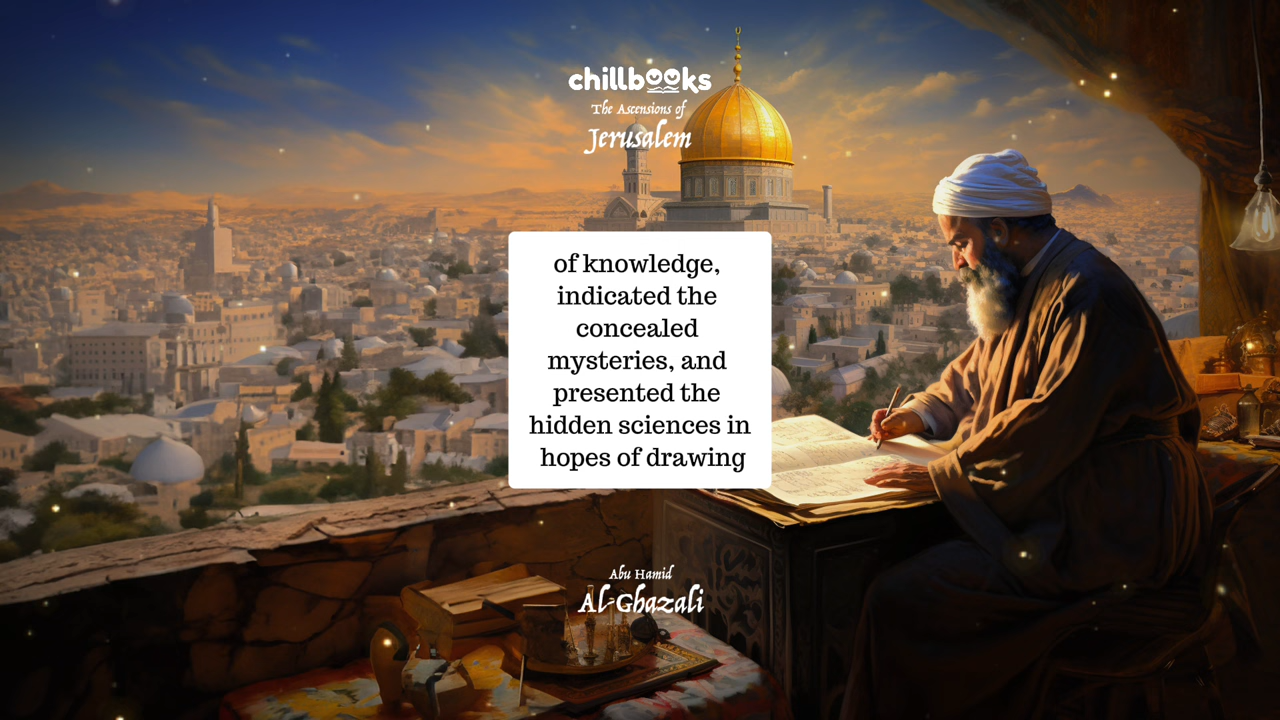 chillbooks
The Ascensions of
Jerusalem
of knowledge,
indicated the
concealed
mysteries, and
presented the
hidden sciences in
hopes of drawing
Abu Hamid
Al-Ghazali